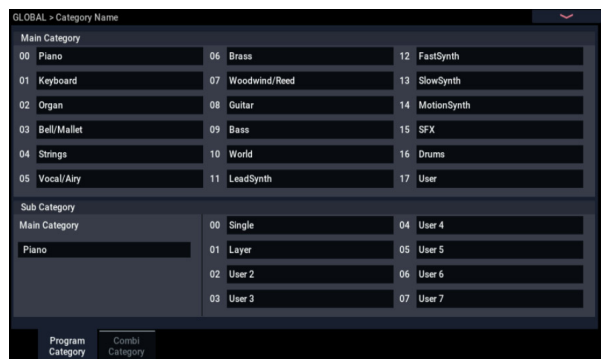 GLOBAL > Category Name
Main Category
00 Piano 06 Brass 12 FastSynth
01 Keyboard 07 Woodwind/Reed 13 SlowSynth
02 Organ 08 Guitar 14 MotionSynth
03 Bell/Mallet 09 Bass 15 SFX
04 Strings 10 World 16 Drums
05 Vocal/Airy 11 LeadSynth 17 User
Sub Category
Main Category 00 Single 04 User 4
Piano 01 Layer 05 User 5
02 User 2 06 User 6
03 User 3 07 User 7
Program Combi
Category Category